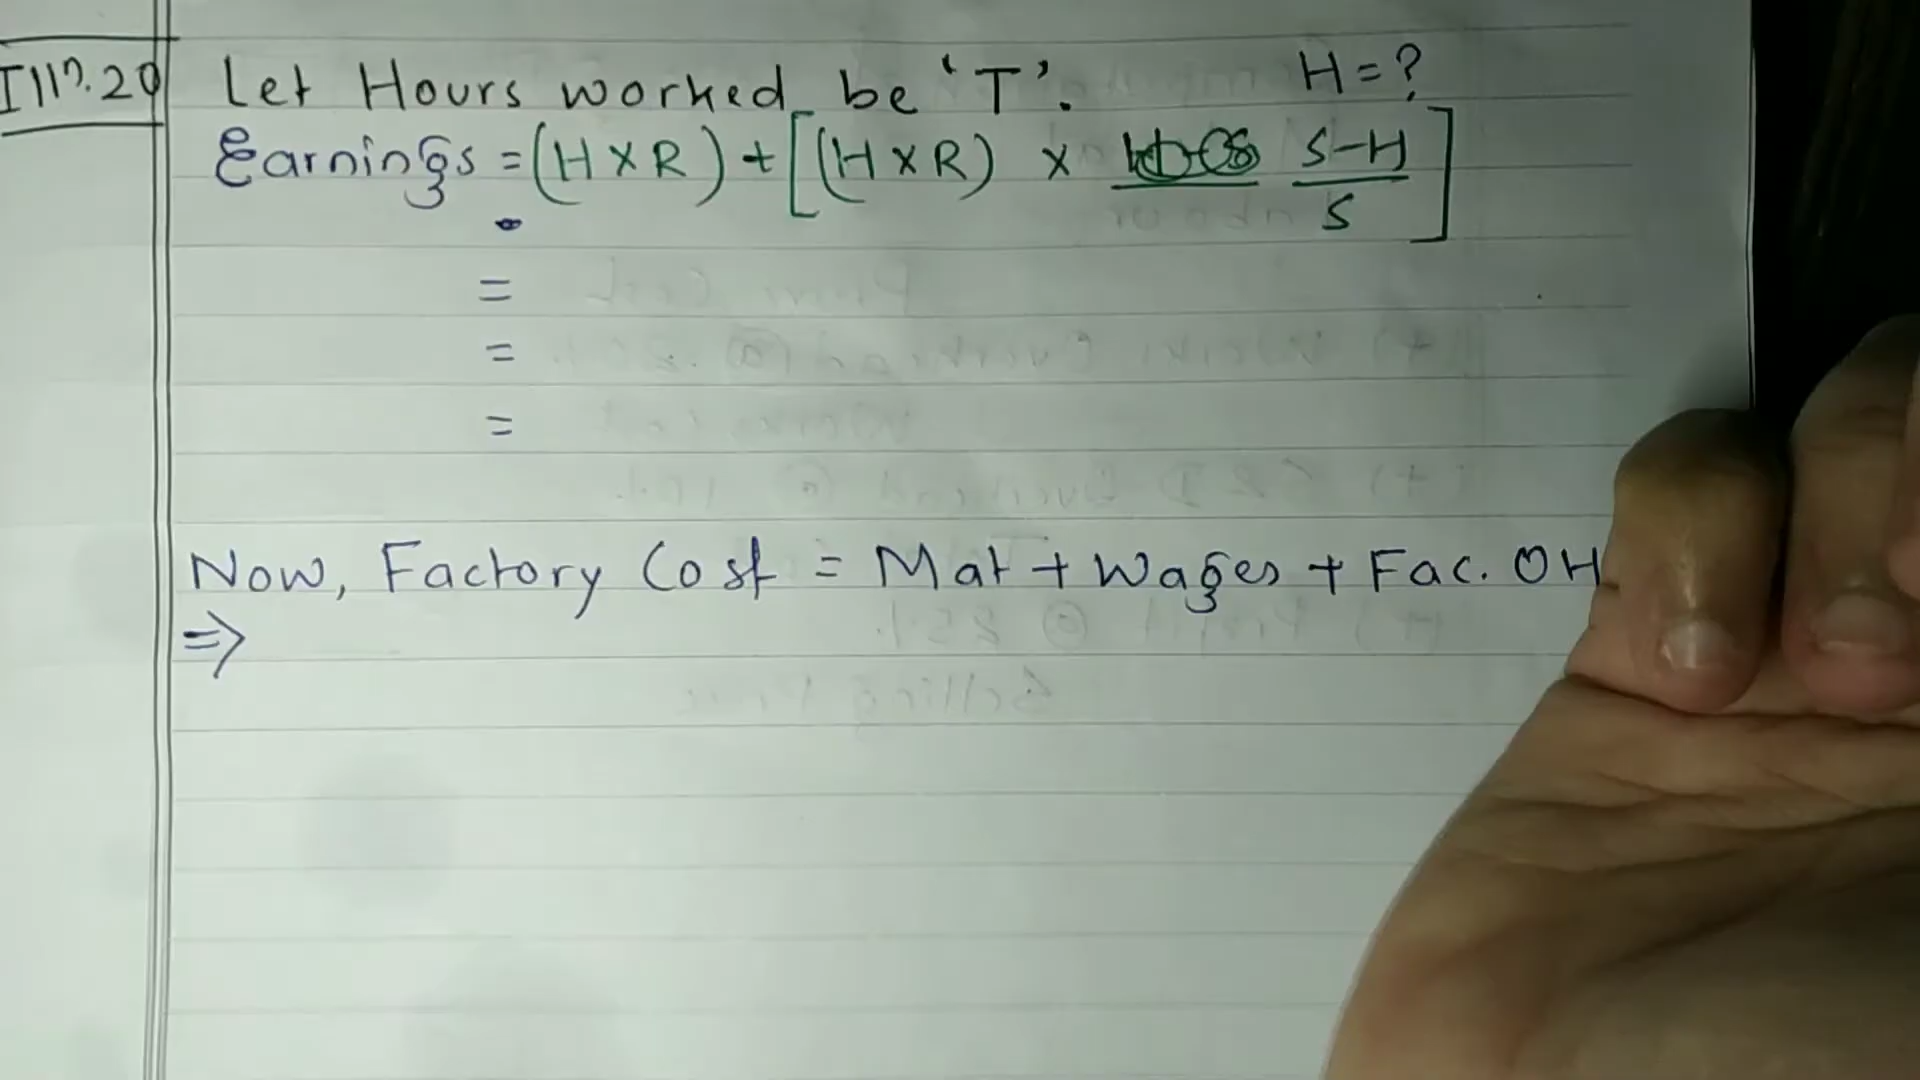 Illn. 20 Let Hours worked be 'T'. H = ?
Earnings = (H × R) + [(H × R) × S-H / S]
=
=
=
Now, Factory Cost = Mat + Wages + Fac. OH
⇒